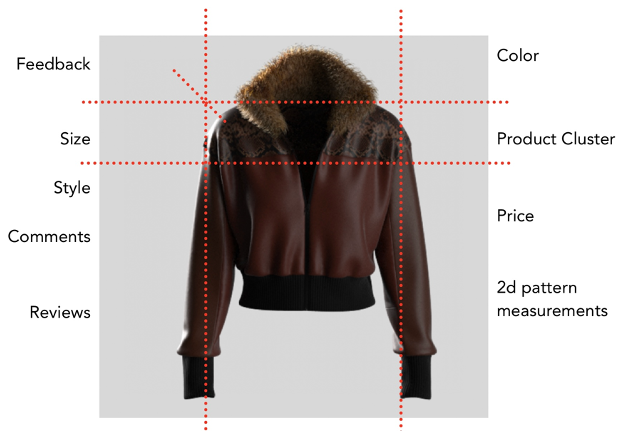 Feedback
Color
Size
Product Cluster
Style
Price
Comments
2d pattern
measurements
Reviews